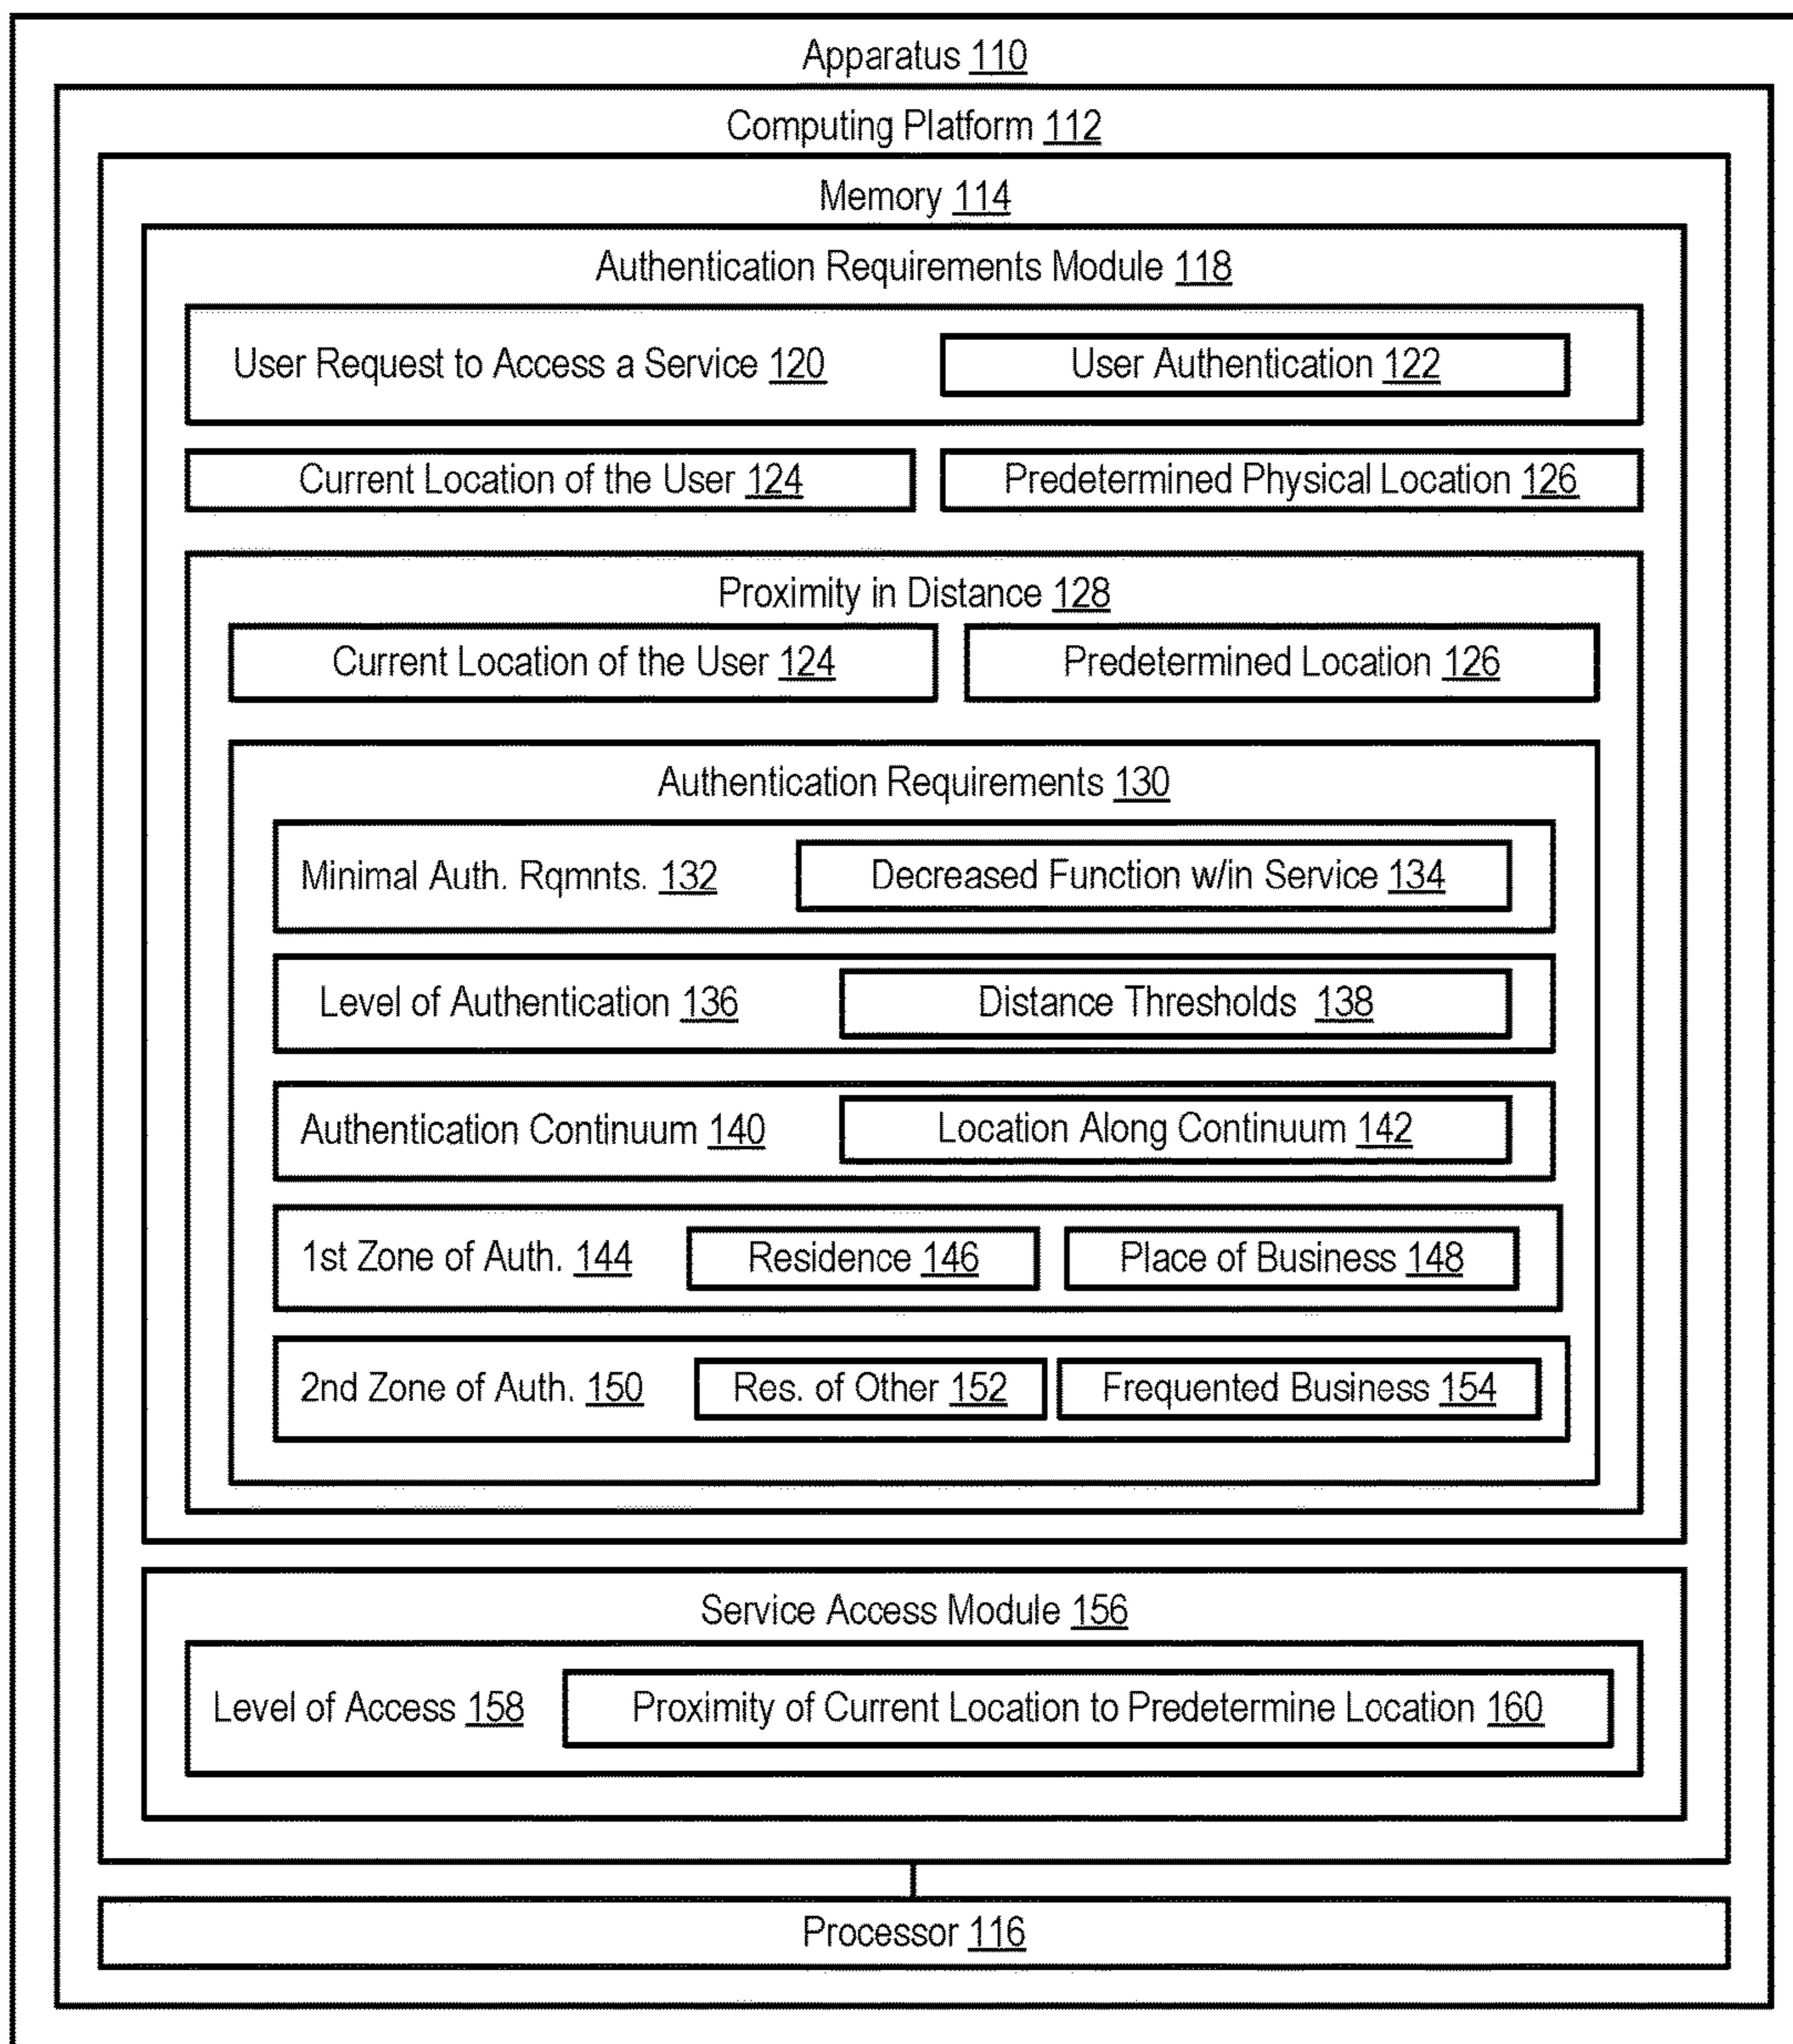 Apparatus 110
Computing Platform 112
Memory 114
Authentication Requirements Module 118
User Request to Access a Service 120 User Authentication 122
Current Location of the User 124 Predetermined Physical Location 126
Proximity in Distance 128
Current Location of the User 124 Predetermined Location 126
Authentication Requirements 130
Minimal Auth. Rqmnts. 132 Decreased Function w/in Service 134
Level of Authentication 136 Distance Thresholds 138
Authentication Continuum 140 Location Along Continuum 142
1st Zone of Auth. 144 Residence 146 Place of Business 148
2nd Zone of Auth. 150 Res. of Other 152 Frequented Business 154
Service Access Module 156
Level of Access 158 Proximity of Current Location to Predetermine Location 160
Processor 116